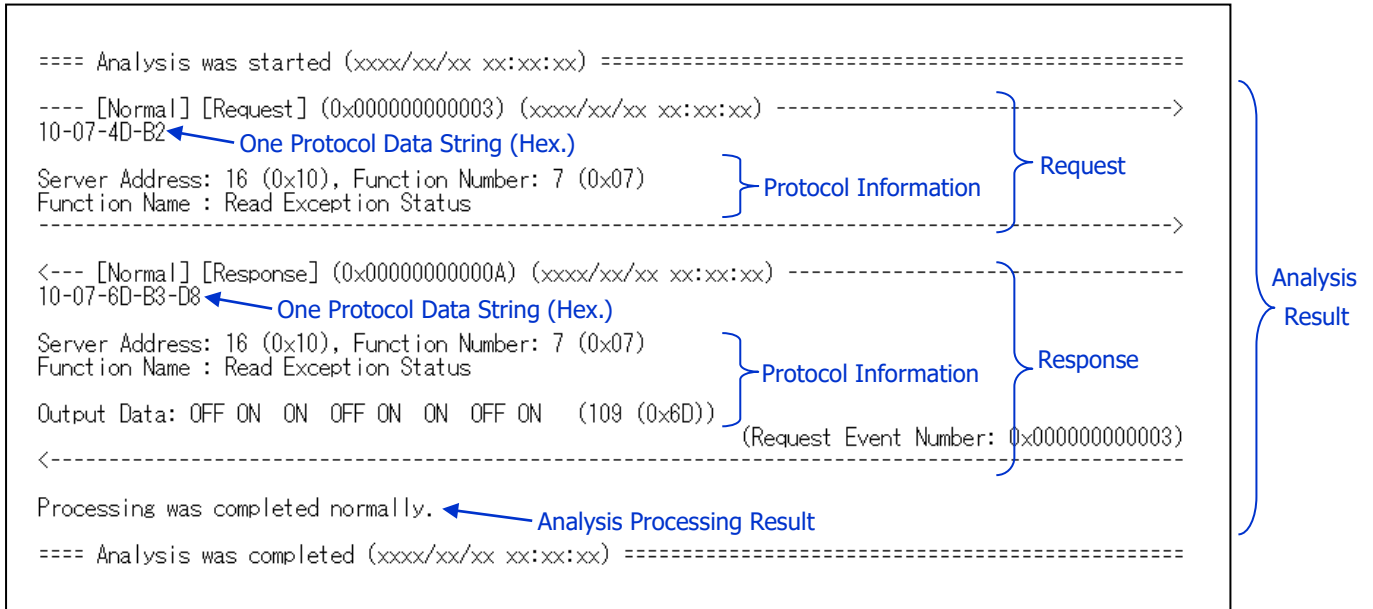 ==== Analysis was started (xxxx/xx/xx xx:xx:xx) ==================================================
---- [Normal] [Request] (0x000000000003) (xxxx/xx/xx xx:xx:xx) ---------------------------------->
10-07-4D-B2
One Protocol Data String (Hex.)
Server Address: 16 (0x10), Function Number: 7 (0x07)
Function Name : Read Exception Status
Protocol Information
Request
------------------------------------------------------------------------------------------------->
<--- [Normal] [Response] (0x00000000000A) (xxxx/xx/xx xx:xx:xx) ----------------------------------
10-07-6D-B3-D8
One Protocol Data String (Hex.)
Server Address: 16 (0x10), Function Number: 7 (0x07)
Function Name : Read Exception Status
Protocol Information
Response
Output Data: OFF ON  ON  OFF ON  ON  OFF ON   (109 (0x6D))
(Request Event Number: 0x000000000003)
<-------------------------------------------------------------------------------------------------
Analysis
Result
Processing was completed normally.
Analysis Processing Result
==== Analysis was completed (xxxx/xx/xx xx:xx:xx) ================================================